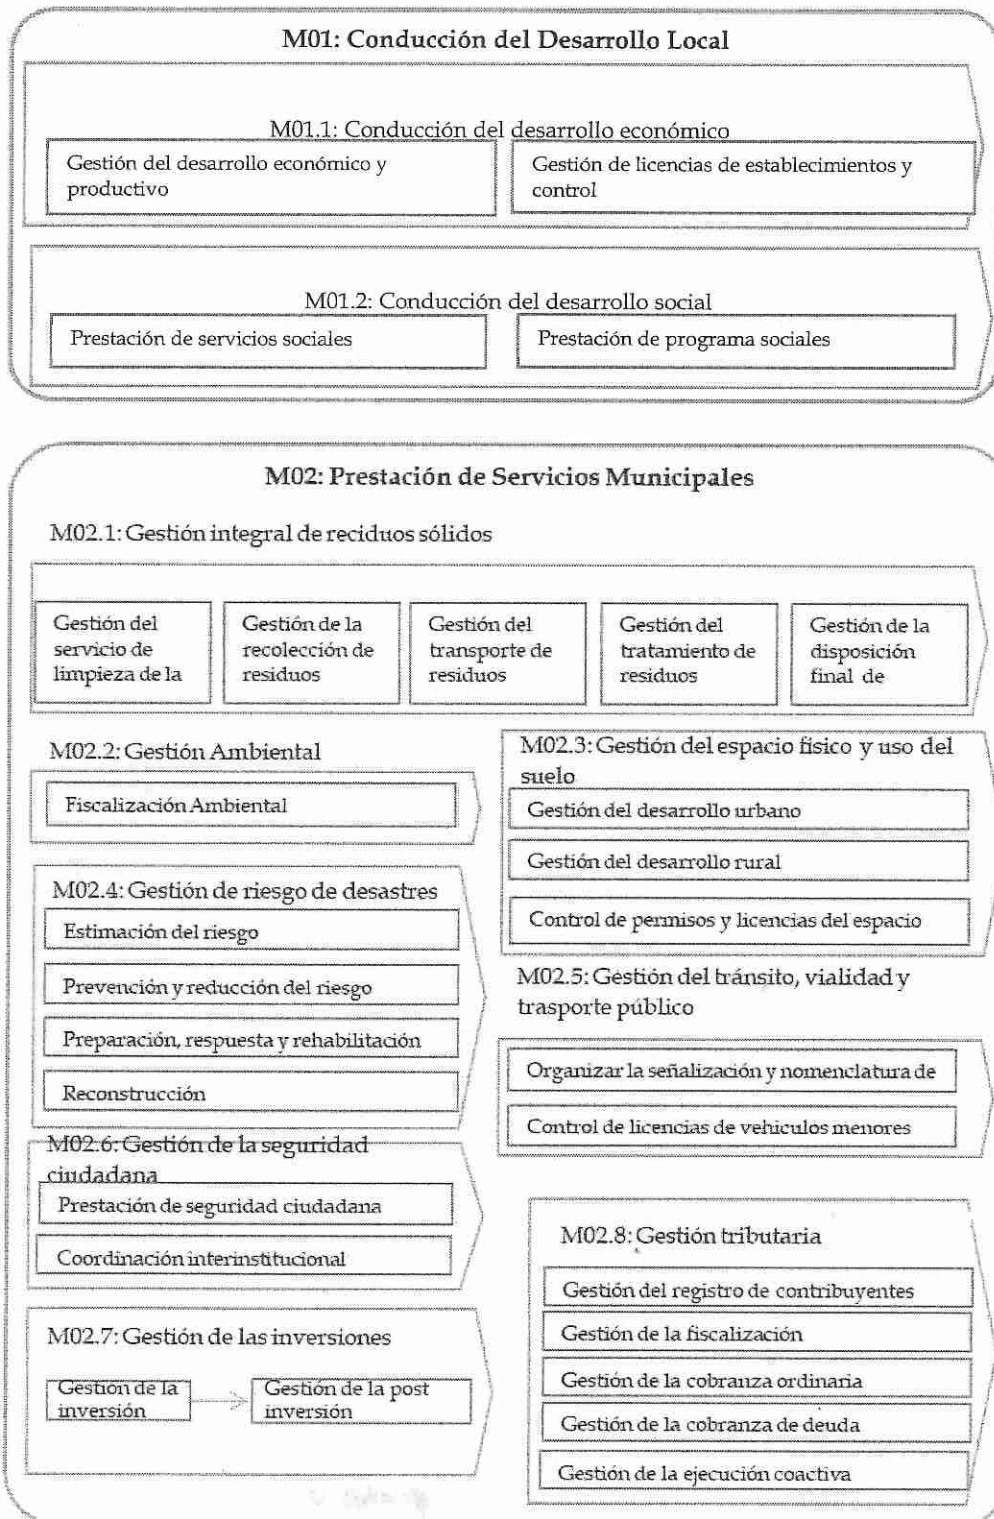 M01: Conducción del Desarrollo Local
M01.1: Conducción del desarrollo económico
Gestión del desarrollo económico y
productivo
Gestión de licencias de establecimientos y
control
M01.2: Conducción del desarrollo social
Prestación de servicios sociales
Prestación de programa sociales
M02: Prestación de Servicios Municipales
M02.1: Gestión integral de reciduos sólidos
Gestión del
servicio de
limpieza de la
Gestión de la
recolección de
residuos
Gestión del
transporte de
residuos
Gestión del
tratamiento de
residuos
Gestión de la
disposición
final de
M02.2: Gestión Ambiental
Fiscalización Ambiental
M02.3: Gestión del espacio físico y uso del
suelo
Gestión del desarrollo urbano
Gestión del desarrollo rural
Control de permisos y licencias del espacio
M02.4: Gestión de riesgo de desastres
Estimación del riesgo
Prevención y reducción del riesgo
Preparación, respuesta y rehabilitación
Reconstrucción
M02.5: Gestión del tránsito, vialidad y
trasporte público
Organizar la señalización y nomenclatura de
Control de licencias de vehiculos menores
M02.6: Gestión de la seguridad
ciudadana
Prestación de seguridad ciudadana
Coordinación interinstitucional
M02.7: Gestión de las inversiones
Gestión de la
inversión
Gestión de la post
inversión
M02.8: Gestión tributaria
Gestión del registro de contribuyentes
Gestión de la fiscalización
Gestión de la cobranza ordinaria
Gestión de la cobranza de deuda
Gestión de la ejecución coactiva